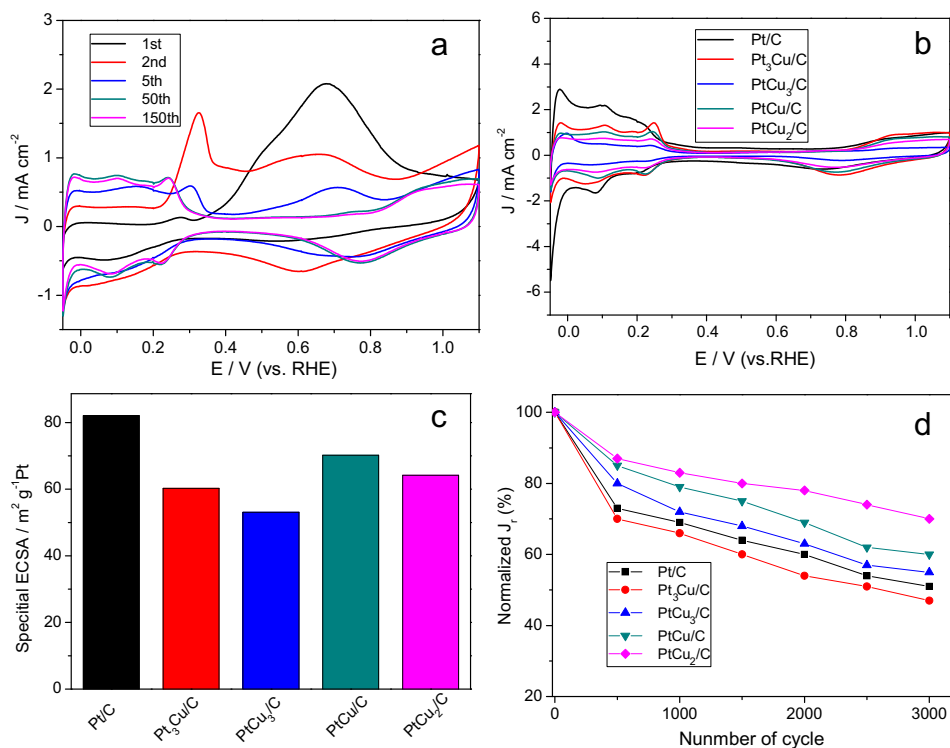 a
1st
2nd
5th
50th
150th
J / mA cm⁻²
3
2
1
0
-1
0.0 0.2 0.4 0.6 0.8 1.0
E / V (vs. RHE)
b
Pt/C
Pt₃Cu/C
PtCu₃/C
PtCu/C
PtCu₂/C
J / mA cm⁻²
6
4
2
0
-2
-4
-6
0.0 0.2 0.4 0.6 0.8 1.0
E / V (vs.RHE)
c
Specitial ECSA / m² g⁻¹Pt
80
60
40
20
0
Pt/C Pt₃Cu/C PtCu₃/C PtCu/C PtCu₂/C
d
Normalized Jᵣ (%)
100
80
60
40
20
Pt/C
Pt₃Cu/C
PtCu₃/C
PtCu/C
PtCu₂/C
0 1000 2000 3000
Nunmber of cycle